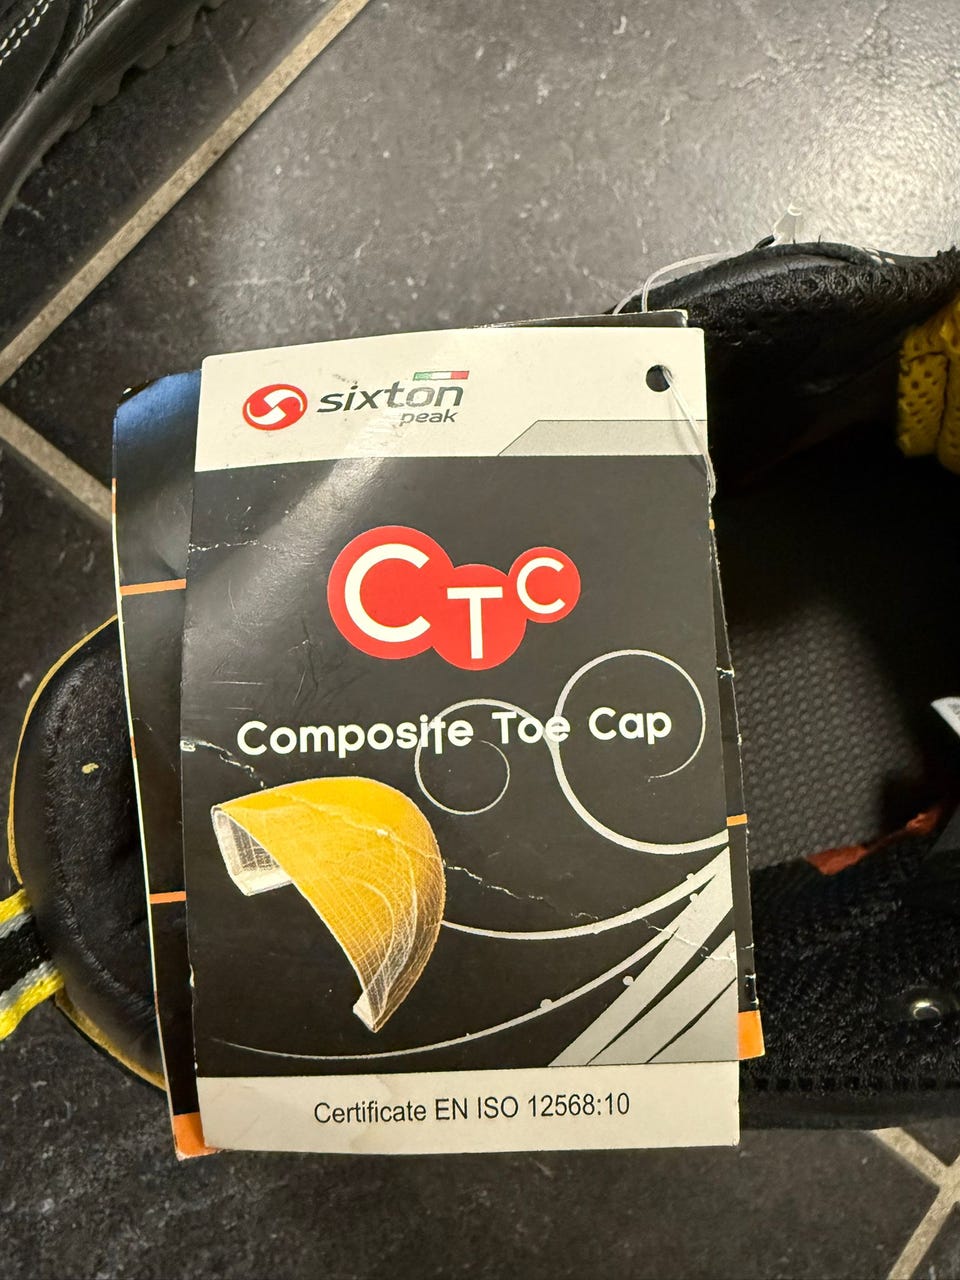 sixton
peak
CTC
Composite Toe Cap
Certificate EN ISO 12568:10